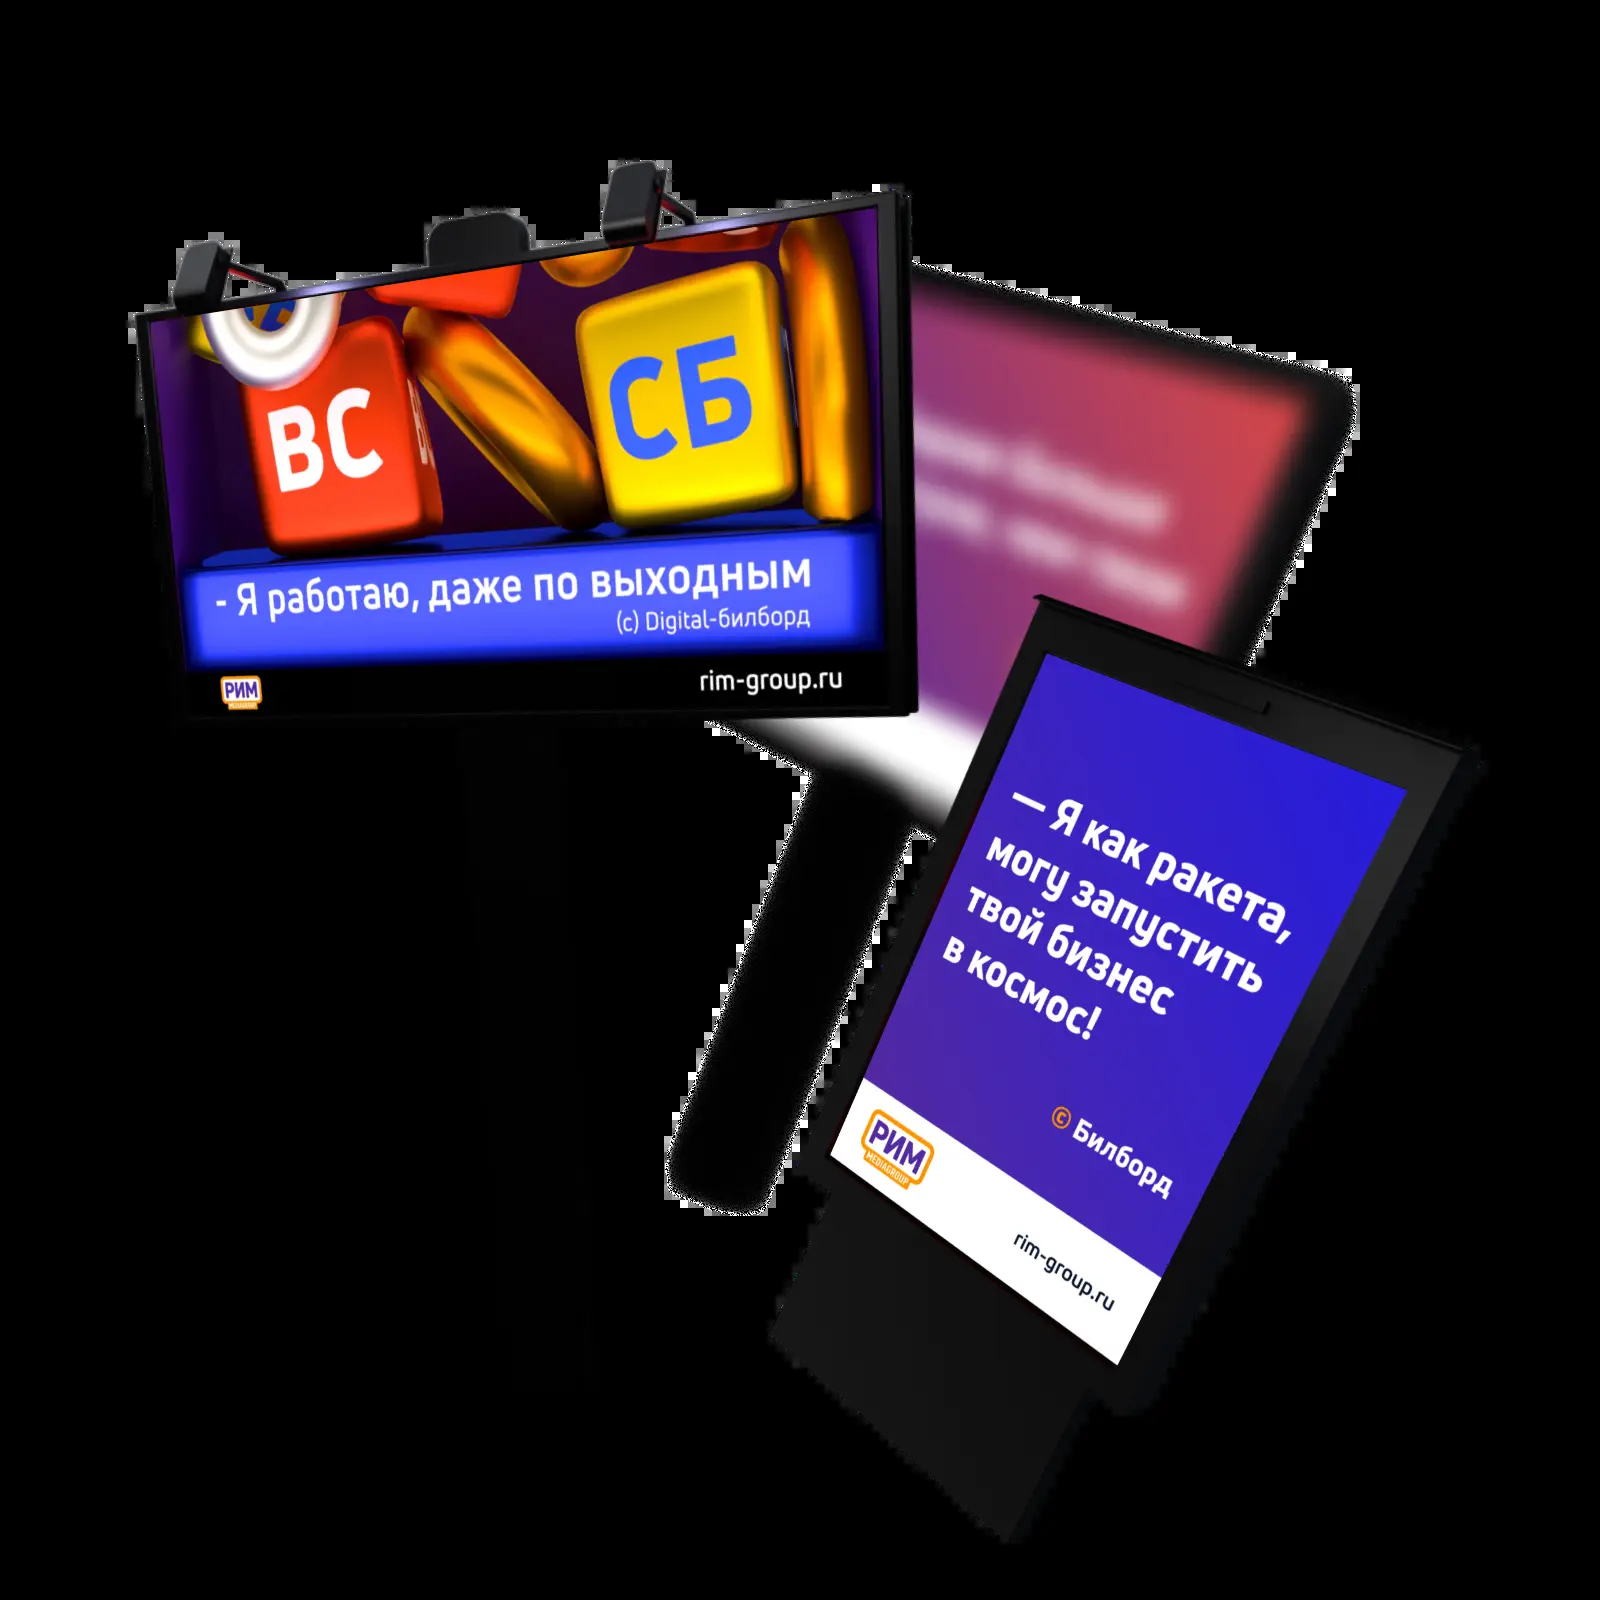 ВС
СБ
- Я работаю, даже по выходным
(с) Digital-билборд
РИМ
MEDIAGROUP
rim-group.ru
— Я как ракета,
могу запустить
твой бизнес
в космос!
© Билборд
РИМ
MEDIAGROUP
rim-group.ru